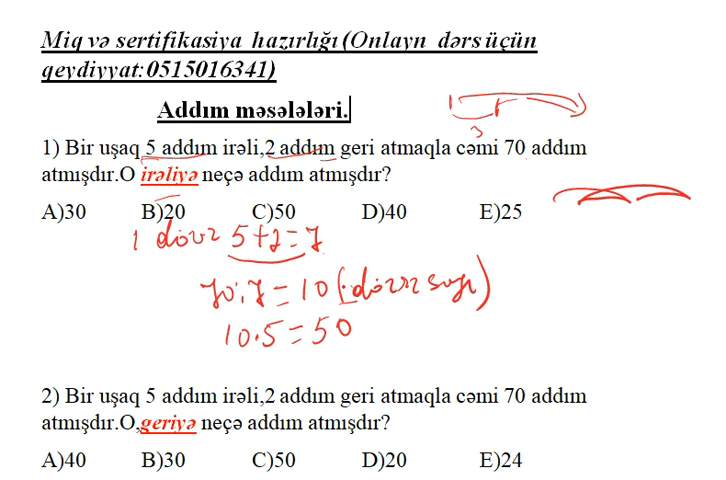 Miq və sertifikasiya hazırlığı(Onlayn dərs üçün
qeydiyyat:0515016341)
Addım məsələləri.
3
1) Bir uşaq 5 addım irəli,2 addım geri atmaqla cəmi 70 addım
atmışdır.O irəliyə neçə addım atmışdır?
A)30 B)20 C)50 D)40 E)25
1 dövr 5+2=7
70:7=10 (dövr sayı)
10.5=50
2) Bir uşaq 5 addım irəli,2 addım geri atmaqla cəmi 70 addım
atmışdır.O,geriyə neçə addım atmışdır?
A)40 B)30 C)50 D)20 E)24